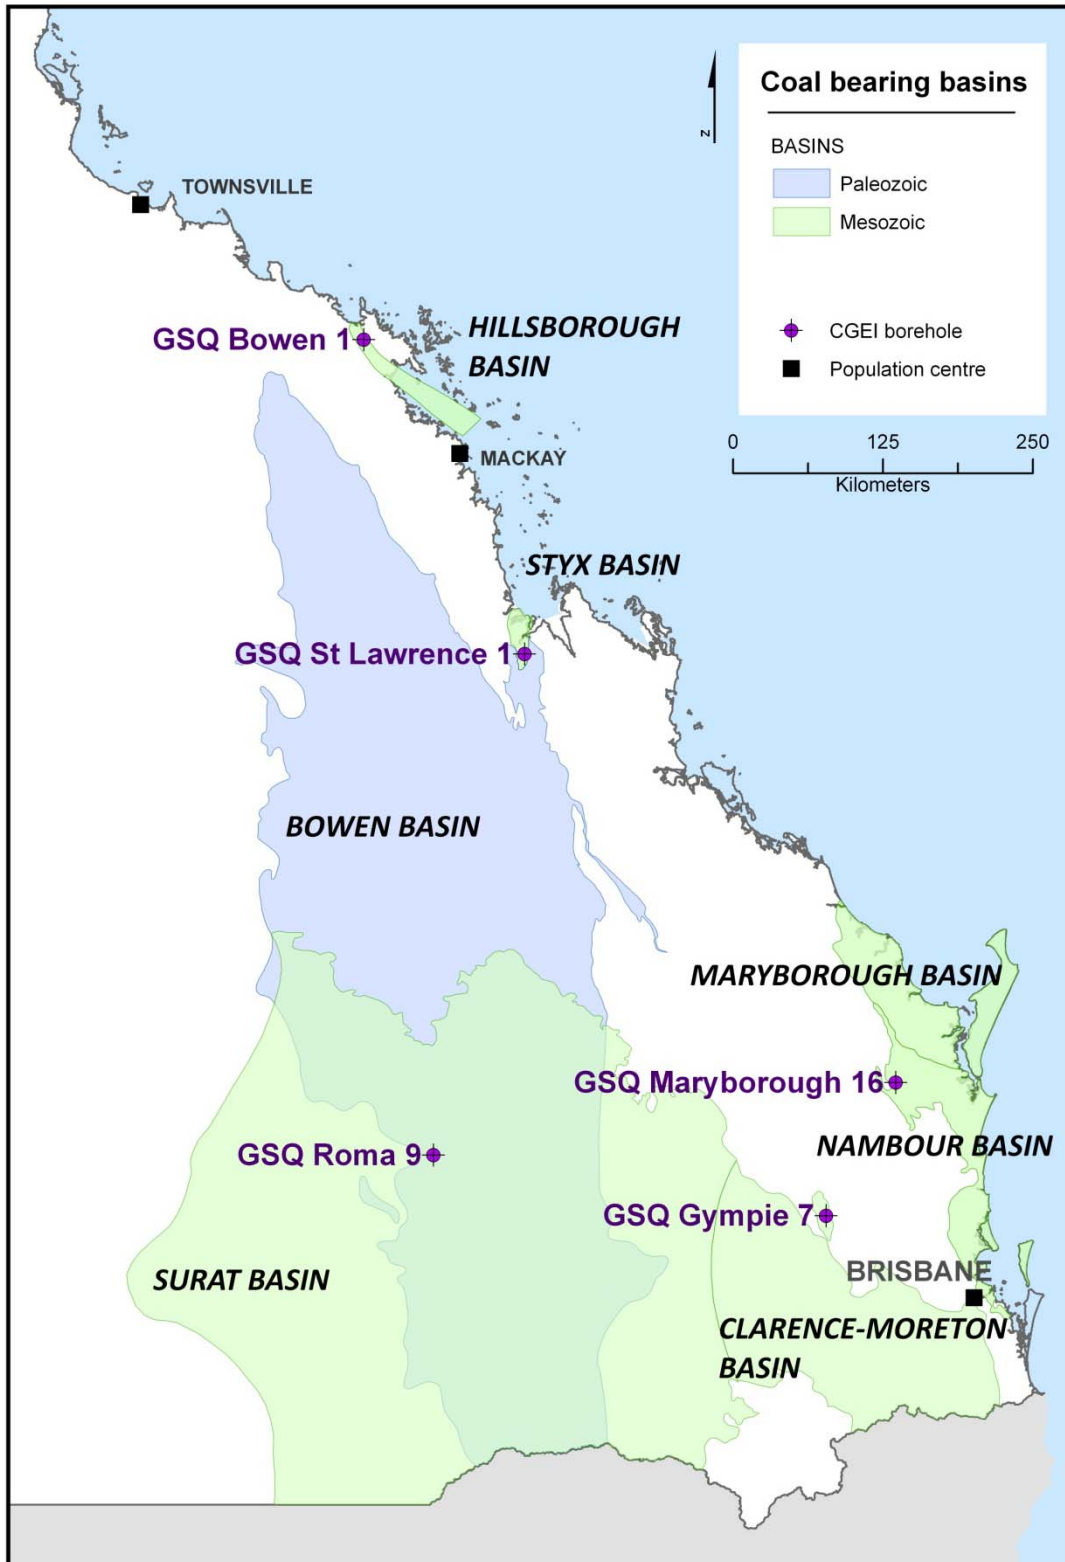 Coal bearing basins
BASINS
Paleozoic
Mesozoic
CGEI borehole
Population centre
0 125 250
Kilometers
N
TOWNSVILLE
GSQ Bowen 1
HILLSBOROUGH
BASIN
MACKAY
STYX BASIN
GSQ St Lawrence 1
BOWEN BASIN
MARYBOROUGH BASIN
GSQ Maryborough 16
NAMBOUR BASIN
GSQ Roma 9
GSQ Gympie 7
SURAT BASIN
BRISBANE
CLARENCE-MORETON
BASIN